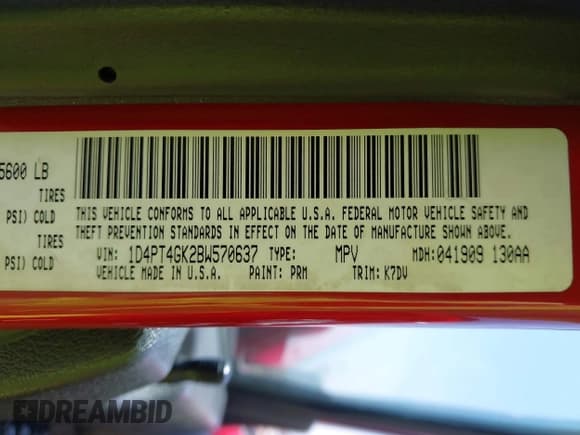 5600 LB
TIRES
PSI) COLD
TIRES
PSI) COLD
THIS VEHICLE CONFORMS TO ALL APPLICABLE U.S.A. FEDERAL MOTOR VEHICLE SAFETY AND
THEFT PREVENTION STANDARDS IN EFFECT ON THE DATE OF MANUFACTURE SHOWN ABOVE.
VIN: 1D4PT4GK2BW570637 TYPE: MPV MDH:041909 130AA
VEHICLE MADE IN U.S.A. PAINT: PRM TRIM: K7DV
DREAMBID